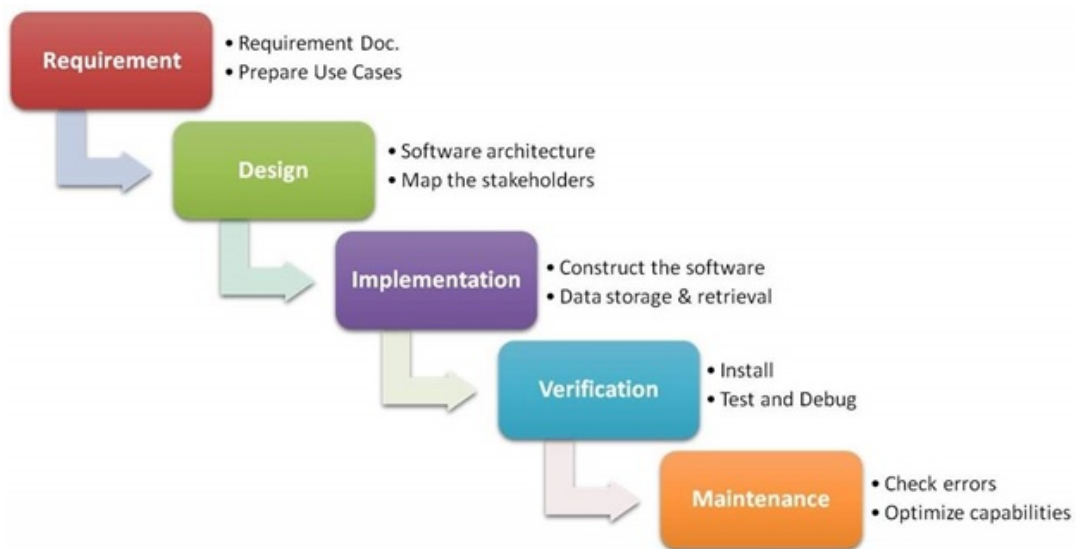 Requirement
• Requirement Doc.
• Prepare Use Cases
Design
• Software architecture
• Map the stakeholders
Implementation
• Construct the software
• Data storage & retrieval
Verification
• Install
• Test and Debug
Maintenance
• Check errors
• Optimize capabilities